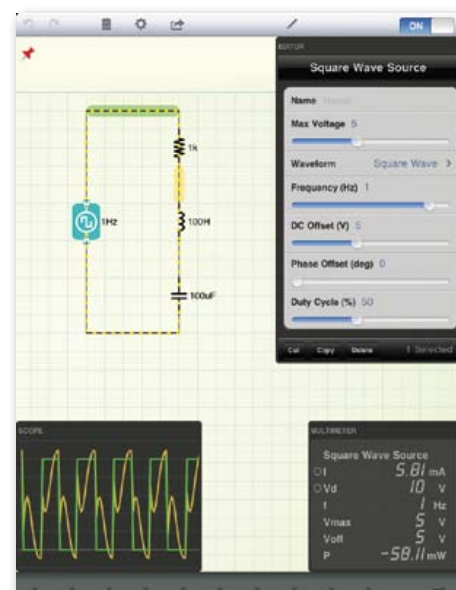 ON
EDITOR
Square Wave Source
Name
Max Voltage 5
Waveform Square Wave >
Frequency (Hz) 1
DC Offset (V) 5
Phase Offset (deg) 0
Duty Cycle (%) 50
Cut Copy Delete 1 Selected
1k
1Hz
100H
100uF
SCOPE
MULTIMETER
Square Wave Source
I 5.81 mA
Vd 10 V
f 1 Hz
Vmax 5 V
Voff 5 V
P -58.11 mW